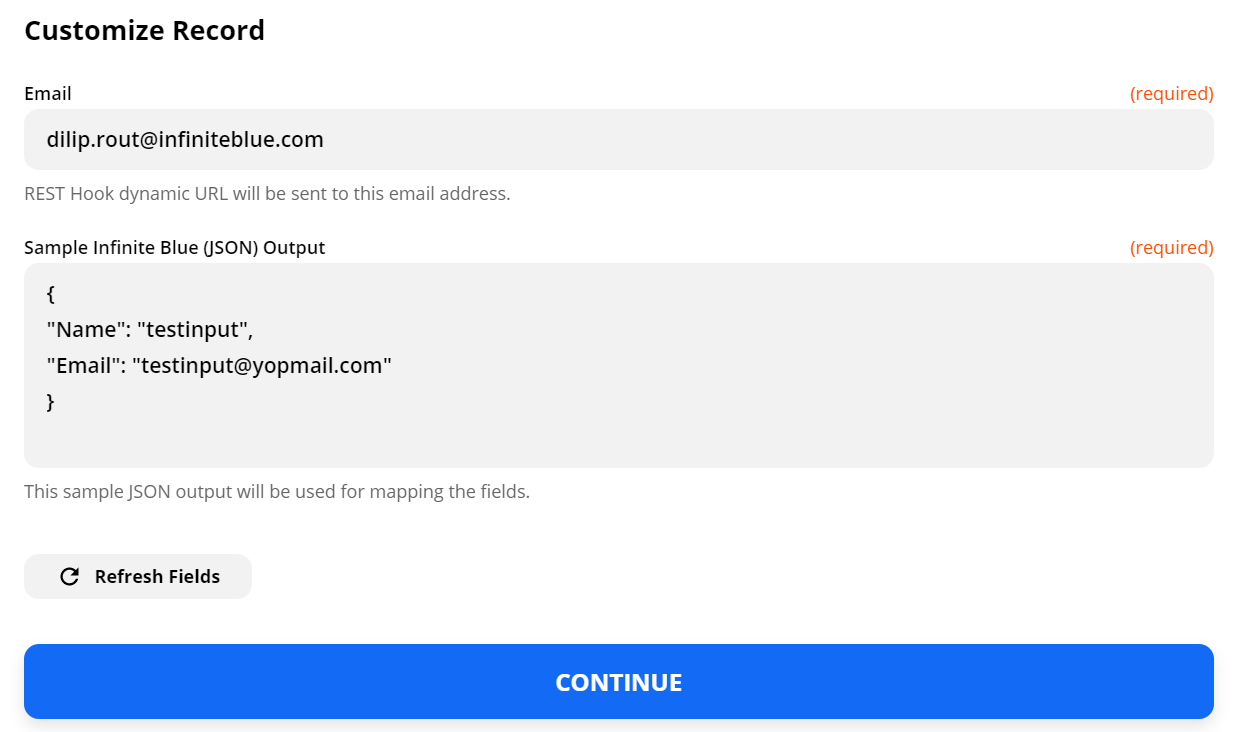 Customize Record
Email (required)
dilip.rout@infiniteblue.com
REST Hook dynamic URL will be sent to this email address.
Sample Infinite Blue (JSON) Output (required)
{
"Name": "testinput",
"Email": "testinput@yopmail.com"
}
This sample JSON output will be used for mapping the fields.
Refresh Fields
CONTINUE